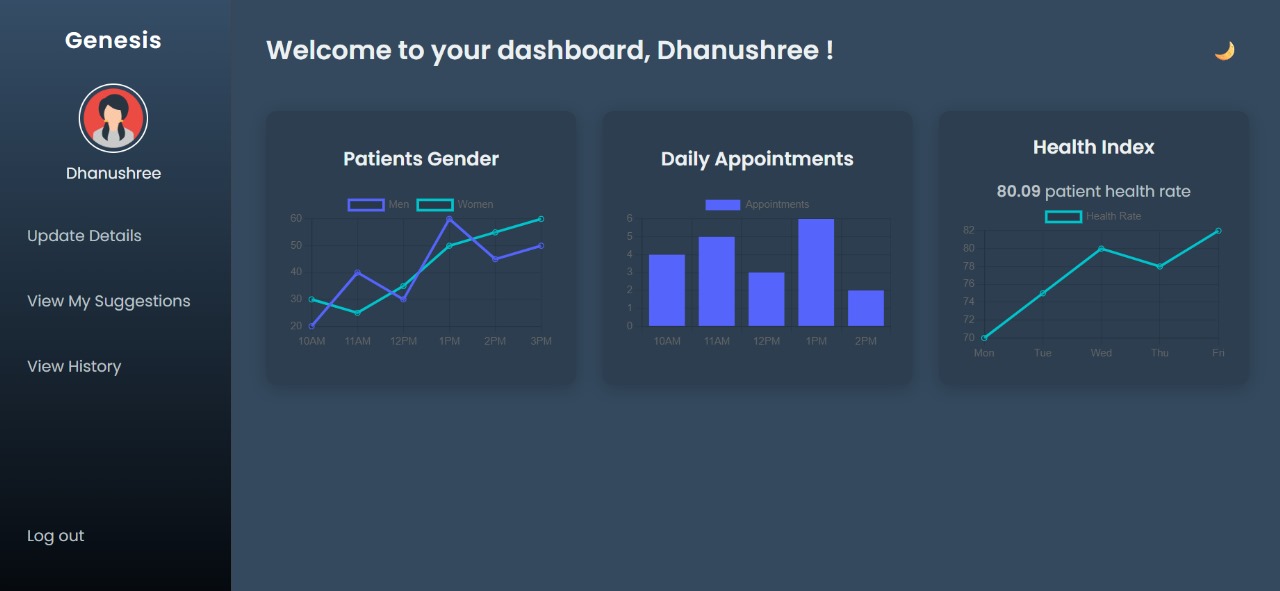 Genesis
Dhanushree
Update Details
View My Suggestions
View History
Log out
Welcome to your dashboard, Dhanushree !
Patients Gender
Men Women
60
50
40
30
20
10AM 11AM 12PM 1PM 2PM 3PM
Daily Appointments
Appointments
6
5
4
3
2
1
0
10AM 11AM 12PM 1PM 2PM
Health Index
80.09 patient health rate
Health Rate
82
80
78
76
74
72
70
Mon Tue Wed Thu Fri